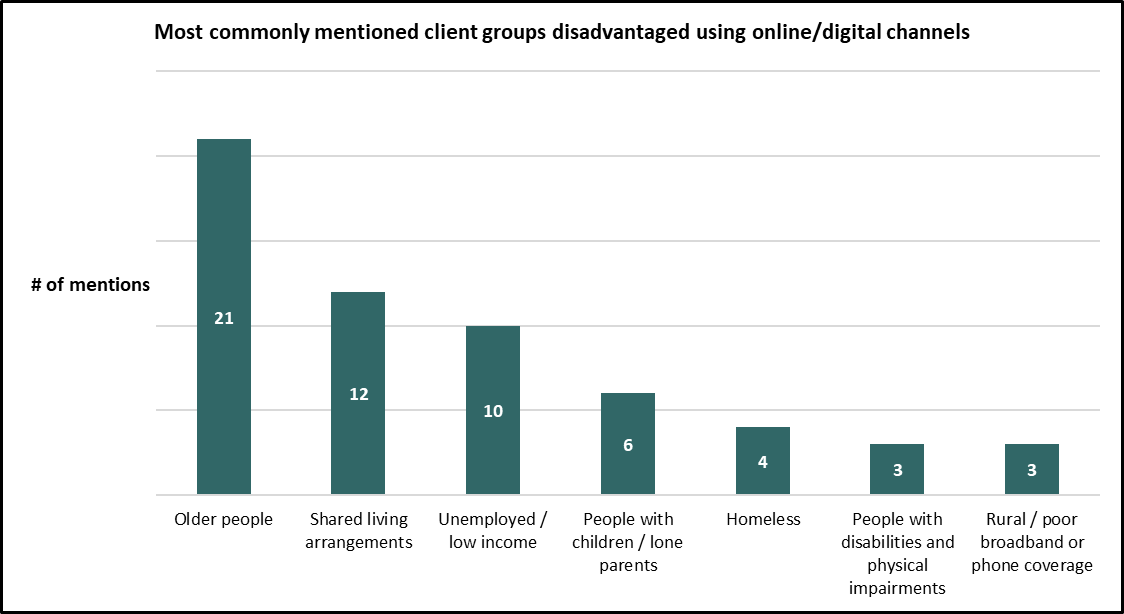 Most commonly mentioned client groups disadvantaged using online/digital channels
# of mentions
21
12
10
6
4
3
3
Older people
Shared living
arrangements
Unemployed /
low income
People with
children / lone
parents
Homeless
People with
disabilities and
physical
impairments
Rural / poor
broadband or
phone coverage